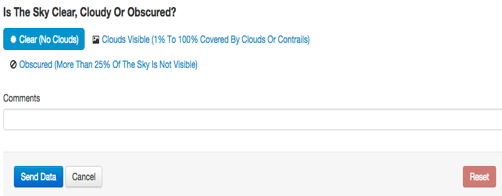 Is The Sky Clear, Cloudy Or Obscured?
Clear (No Clouds) Clouds Visible (1% To 100% Covered By Clouds Or Contrails)
Obscured (More Than 25% Of The Sky Is Not Visible)
Comments
Send Data Cancel Reset